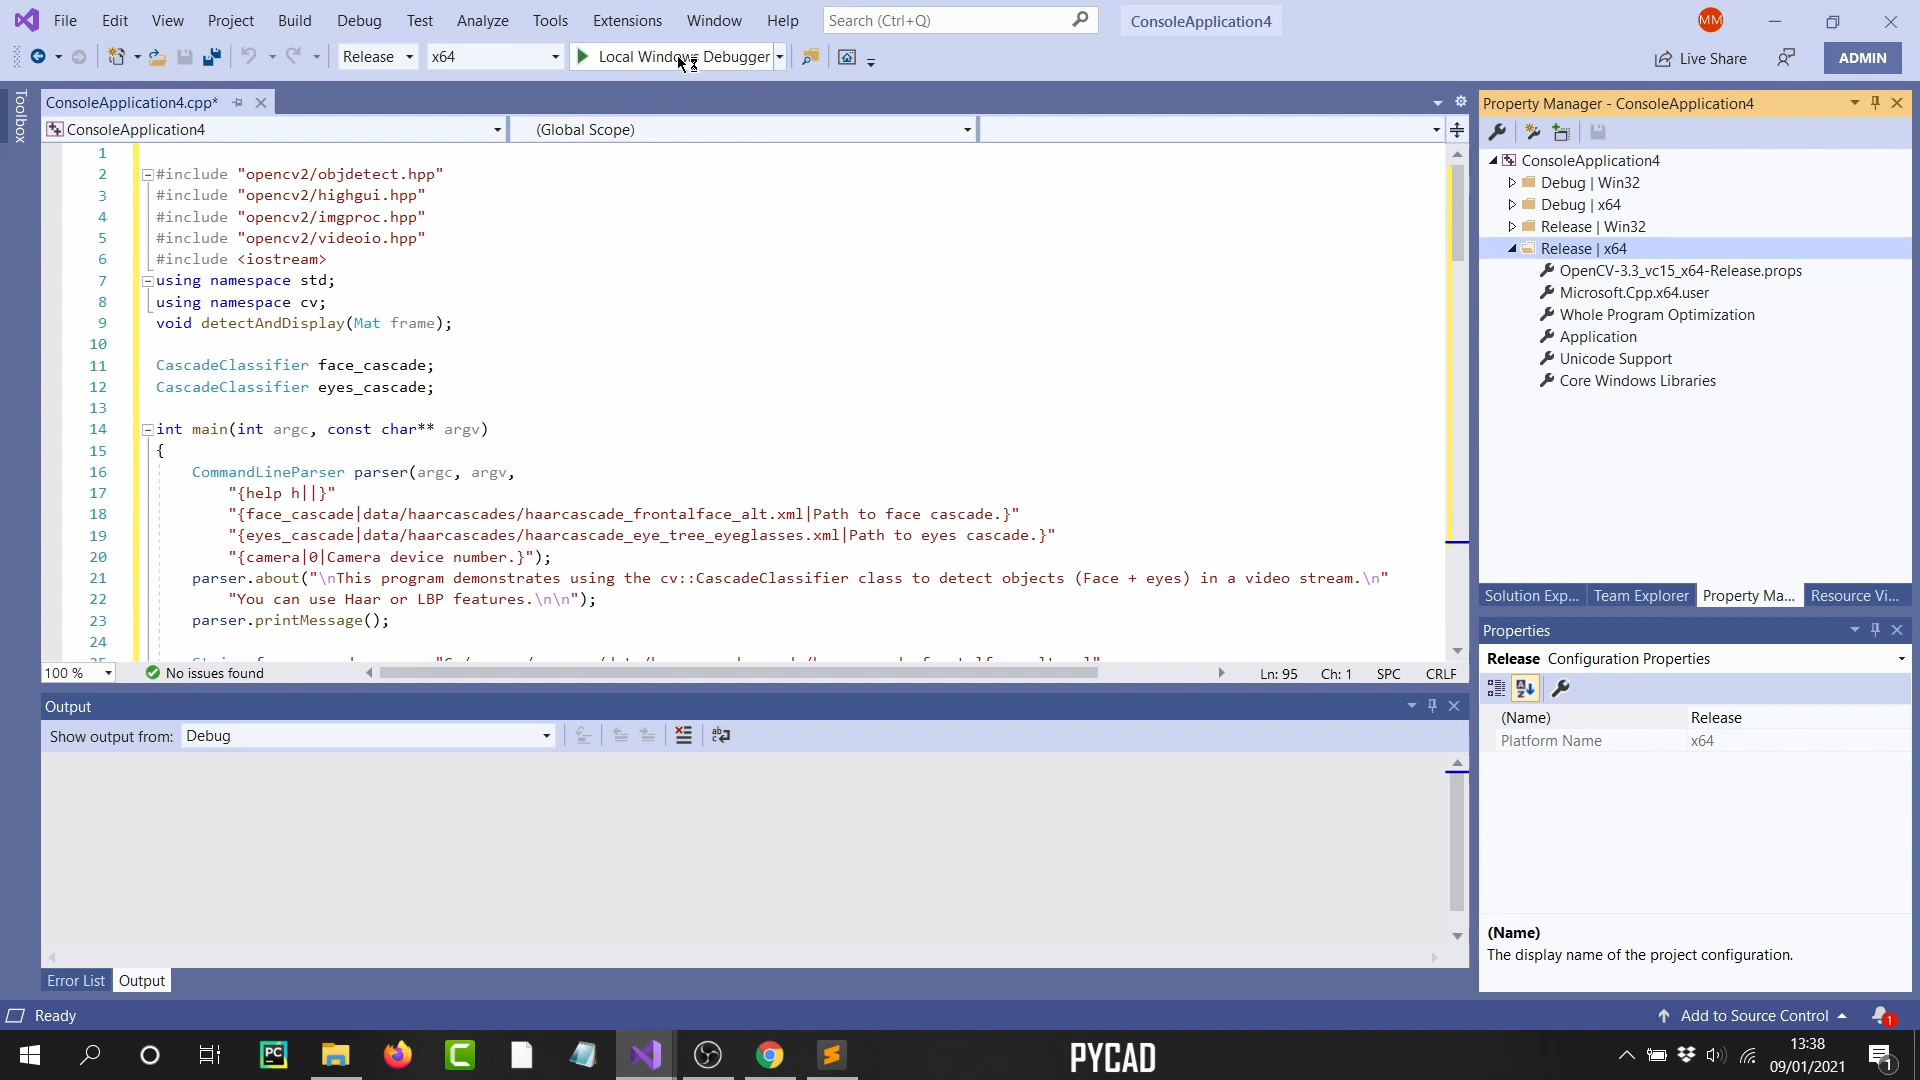 File Edit View Project Build Debug Test Analyze Tools Extensions Window Help Search (Ctrl+Q) ConsoleApplication4 MM
Release x64 Local Windows Debugger Live Share ADMIN
Toolbox
ConsoleApplication4.cpp*
ConsoleApplication4 (Global Scope)
1
2 #include "opencv2/objdetect.hpp"
3 #include "opencv2/highgui.hpp"
4 #include "opencv2/imgproc.hpp"
5 #include "opencv2/videoio.hpp"
6 #include <iostream>
7 using namespace std;
8 using namespace cv;
9 void detectAndDisplay(Mat frame);
10
11 CascadeClassifier face_cascade;
12 CascadeClassifier eyes_cascade;
13
14 int main(int argc, const char** argv)
15 {
16 CommandLineParser parser(argc, argv,
17 "{help h||}"
18 "{face_cascade|data/haarcascades/haarcascade_frontalface_alt.xml|Path to face cascade.}"
19 "{eyes_cascade|data/haarcascades/haarcascade_eye_tree_eyeglasses.xml|Path to eyes cascade.}"
20 "{camera|0|Camera device number.}");
21 parser.about("\nThis program demonstrates using the cv::CascadeClassifier class to detect objects (Face + eyes) in a video stream.\n"
22 "You can use Haar or LBP features.\n\n");
23 parser.printMessage();
24
100 % No issues found Ln: 95 Ch: 1 SPC CRLF
Output
Show output from: Debug
Error List Output
Property Manager - ConsoleApplication4
ConsoleApplication4
Debug | Win32
Debug | x64
Release | Win32
Release | x64
OpenCV-3.3_vc15_x64-Release.props
Microsoft.Cpp.x64.user
Whole Program Optimization
Application
Unicode Support
Core Windows Libraries
Solution Exp... Team Explorer Property Ma... Resource Vi...
Properties
Release Configuration Properties
(Name) Release
Platform Name x64
(Name)
The display name of the project configuration.
Ready Add to Source Control 1
PC PYCAD 13:38
09/01/2021 1